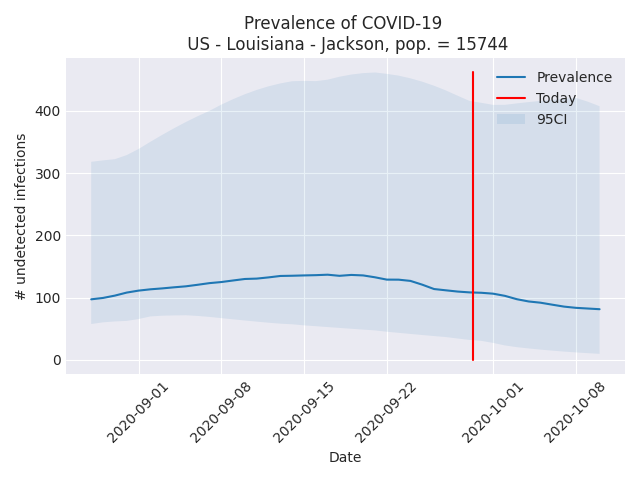 Prevalence of COVID-19
US - Louisiana - Jackson, pop. = 15744
Prevalence
Today
95CI
# undetected infections
400
300
200
100
0
2020-09-01
2020-09-08
2020-09-15
2020-09-22
2020-10-01
2020-10-08
Date